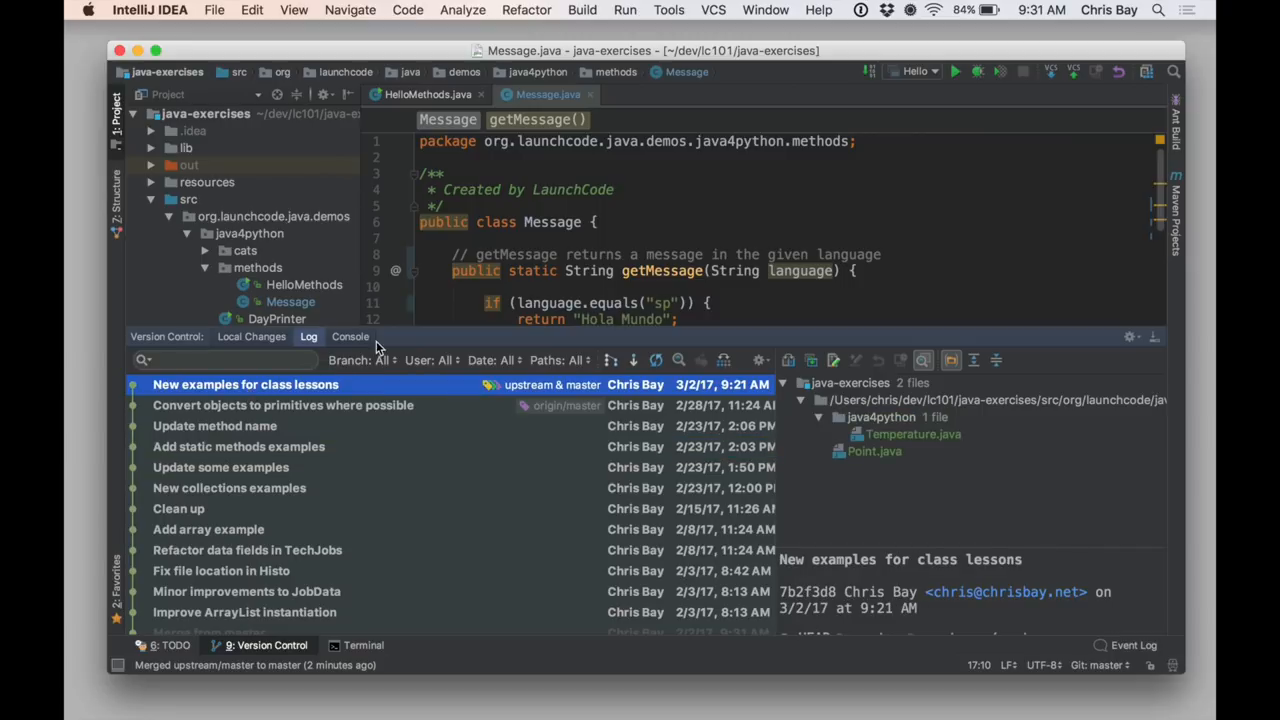 IntelliJ IDEA File Edit View Navigate Code Analyze Refactor Build Run Tools VCS Window Help 84% 9:31 AM Chris Bay
Message.java - java-exercises - [~/dev/lc101/java-exercises]
java-exercises src org launchcode java demos java4python methods Message Hello VCS VCS
1: Project
Project
HelloMethods.java Message.java
java-exercises ~/dev/lc101/java-ex
.idea
lib
out
resources
src
org.launchcode.java.demos
java4python
cats
methods
HelloMethods
Message
DayPrinter
7: Structure
Message getMessage()
1 package org.launchcode.java.demos.java4python.methods;
2
3 /**
4 * Created by LaunchCode
5 */
6 public class Message {
7
8 // getMessage returns a message in the given language
9 @ public static String getMessage(String language) {
10
11 if (language.equals("sp")) {
12 return "Hola Mundo";
Ant Build
Maven Projects
Version Control: Local Changes Log Console
Branch: All User: All Date: All Paths: All
New examples for class lessons upstream & master Chris Bay 3/2/17, 9:21 AM
Convert objects to primitives where possible origin/master Chris Bay 2/28/17, 11:24 AM
Update method name Chris Bay 2/23/17, 2:06 PM
Add static methods examples Chris Bay 2/23/17, 2:03 PM
Update some examples Chris Bay 2/23/17, 1:50 PM
New collections examples Chris Bay 2/23/17, 12:00 P
Clean up Chris Bay 2/15/17, 11:26 A
Add array example Chris Bay 2/8/17, 11:24 AM
Refactor data fields in TechJobs Chris Bay 2/8/17, 11:24 AM
Fix file location in Histo Chris Bay 2/3/17, 8:42 AM
Minor improvements to JobData Chris Bay 2/3/17, 8:13 AM
Improve ArrayList instantiation Chris Bay 2/3/17, 8:13 AM
java-exercises 2 files
/Users/chris/dev/lc101/java-exercises/src/org/launchcode/jav
java4python 1 file
Temperature.java
Point.java
New examples for class lessons
7b2f3d8 Chris Bay <chris@chrisbay.net> on
3/2/17 at 9:21 AM
2: Favorites
6: TODO 9: Version Control Terminal Event Log
Merged upstream/master to master (2 minutes ago) 17:10 LF÷ UTF-8÷ Git: master÷